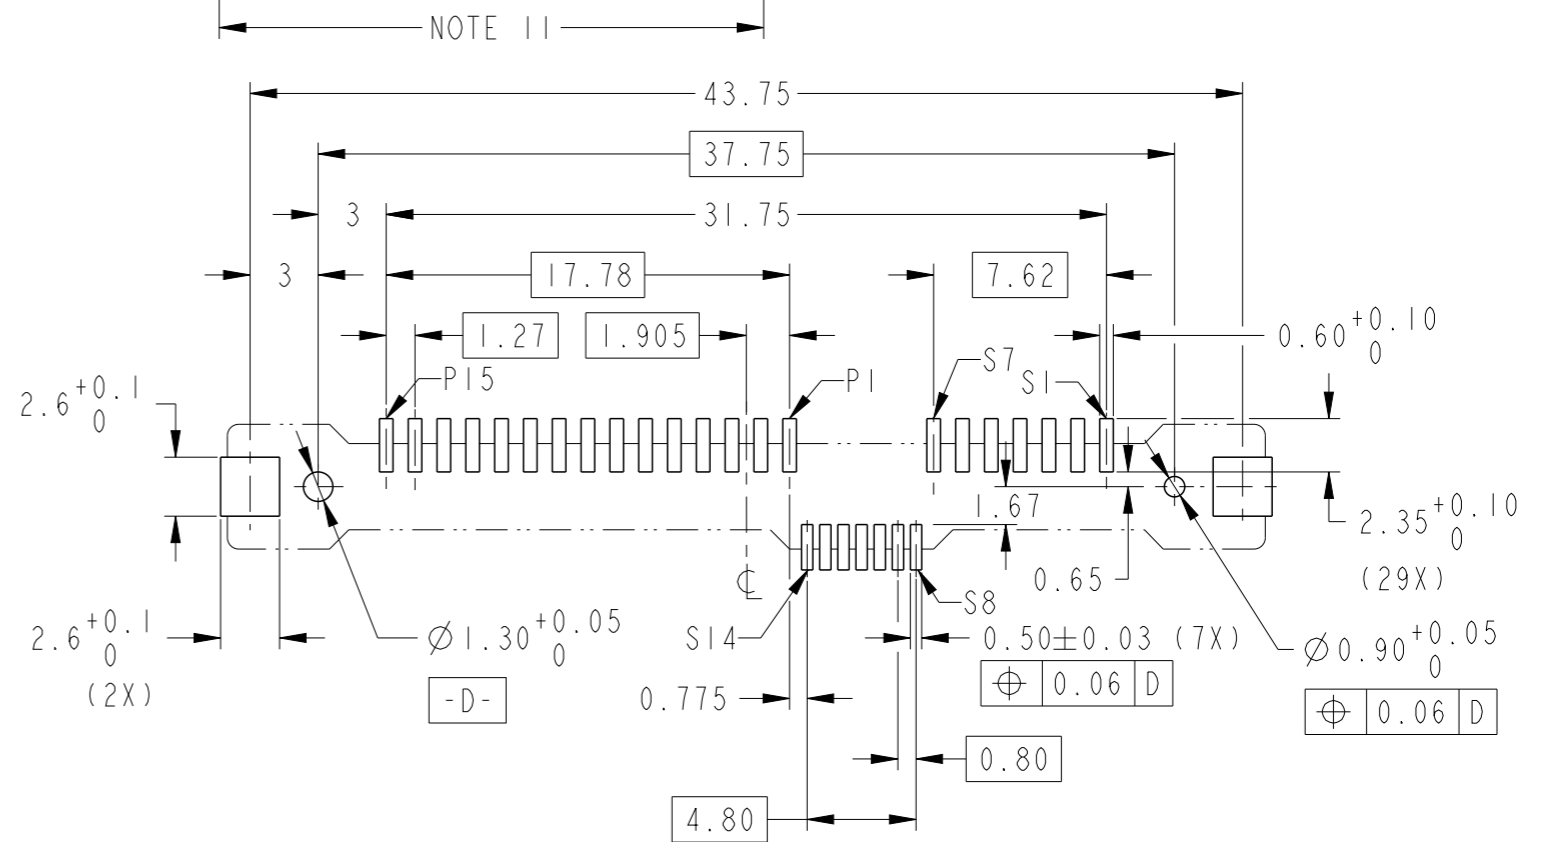 NOTE 11
43.75
37.75
3
31.75
3
17.78
7.62
1.27
1.905
0.60 +0.10
0
P15
P1
S7
S1
2.6 +0.1
0
1.67
2.35 +0.10
0
(29X)
0.65
℄
S8
S14
2.6 +0.1
0
(2X)
Ø1.30 +0.05
0
-D-
0.50±0.03 (7X)
⌖ 0.06 D
Ø0.90 +0.05
0
⌖ 0.06 D
0.775
0.80
4.80